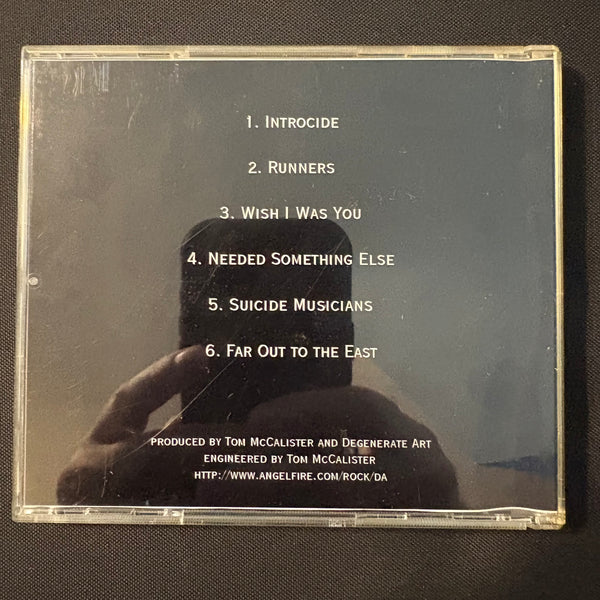 1. Introcide
2. Runners
3. Wish I Was You
4. Needed Something Else
5. Suicide Musicians
6. Far Out to the East
produced by Tom McCalister and Degenerate Art
engineered by Tom McCalister
http://www.angelfire.com/rock/da